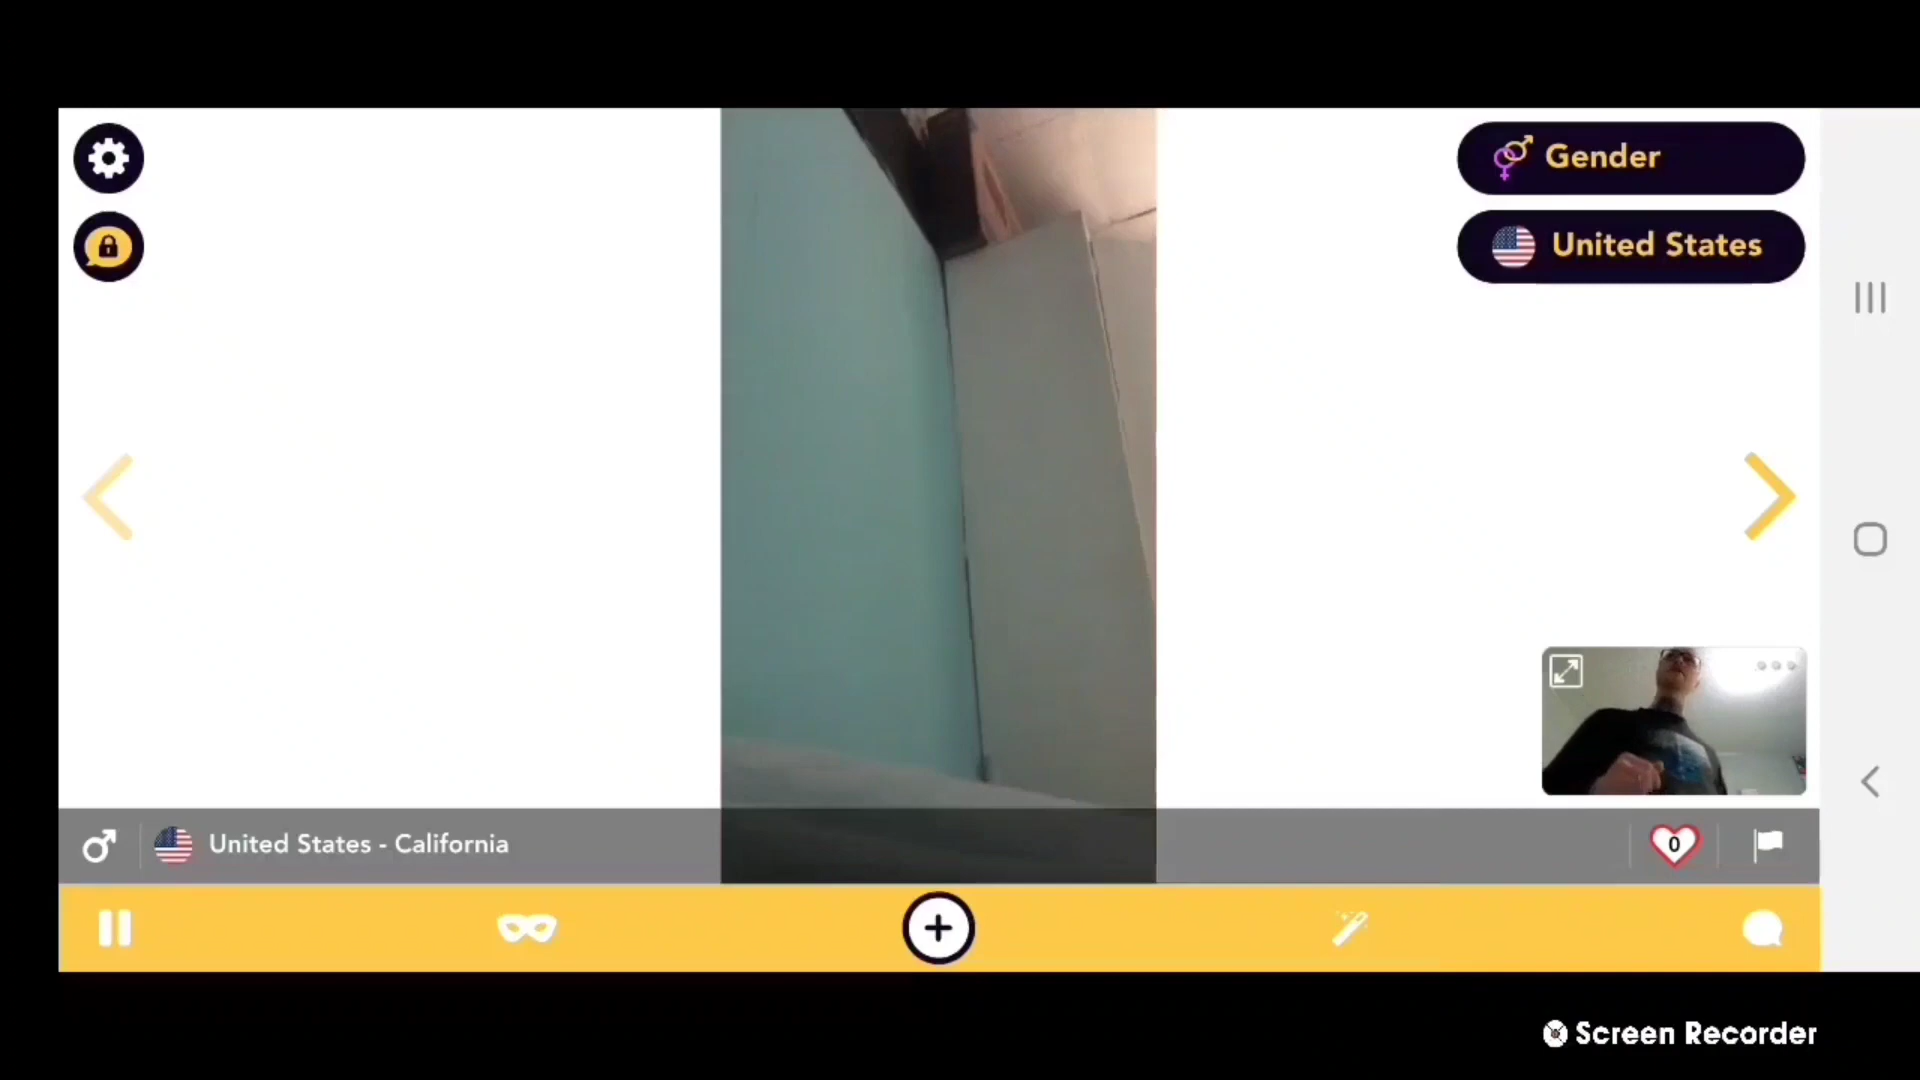 Gender
United States
United States - California
0
Screen Recorder